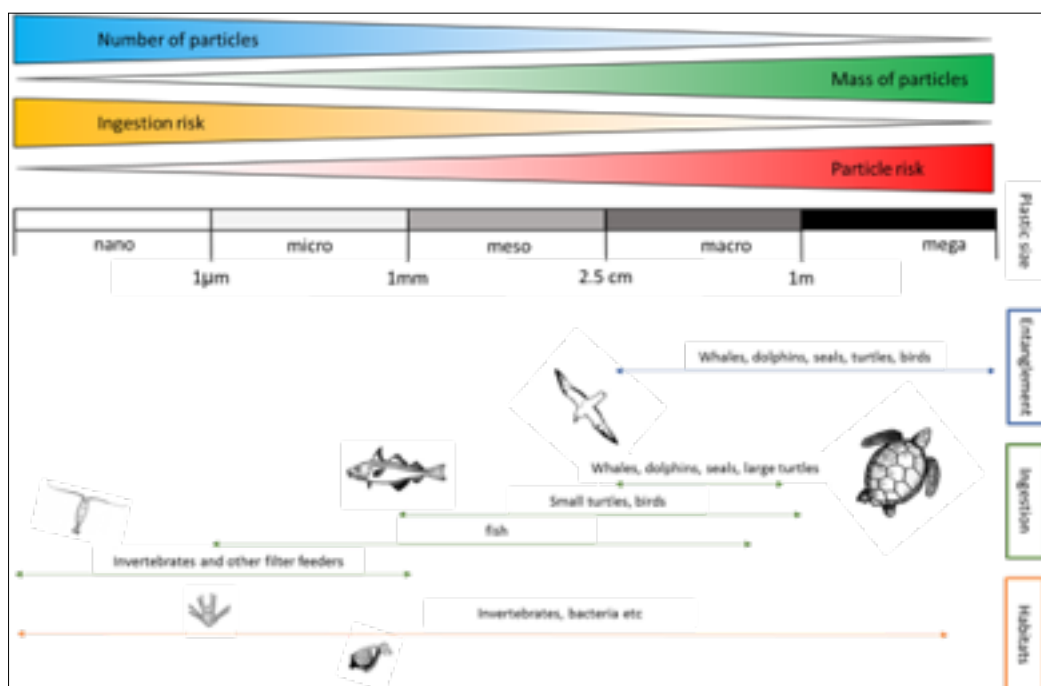 Number of particles
Mass of particles
Ingestion risk
Particle risk
Plastic size
nano
micro
meso
macro
mega
1μm
1mm
2.5 cm
1m
Entanglement
Whales, dolphins, seals, turtles, birds
Ingestion
Whales, dolphins, seals, large turtles
Small turtles, birds
fish
Invertebrates and other filter feeders
Habitats
Invertebrates, bacteria etc